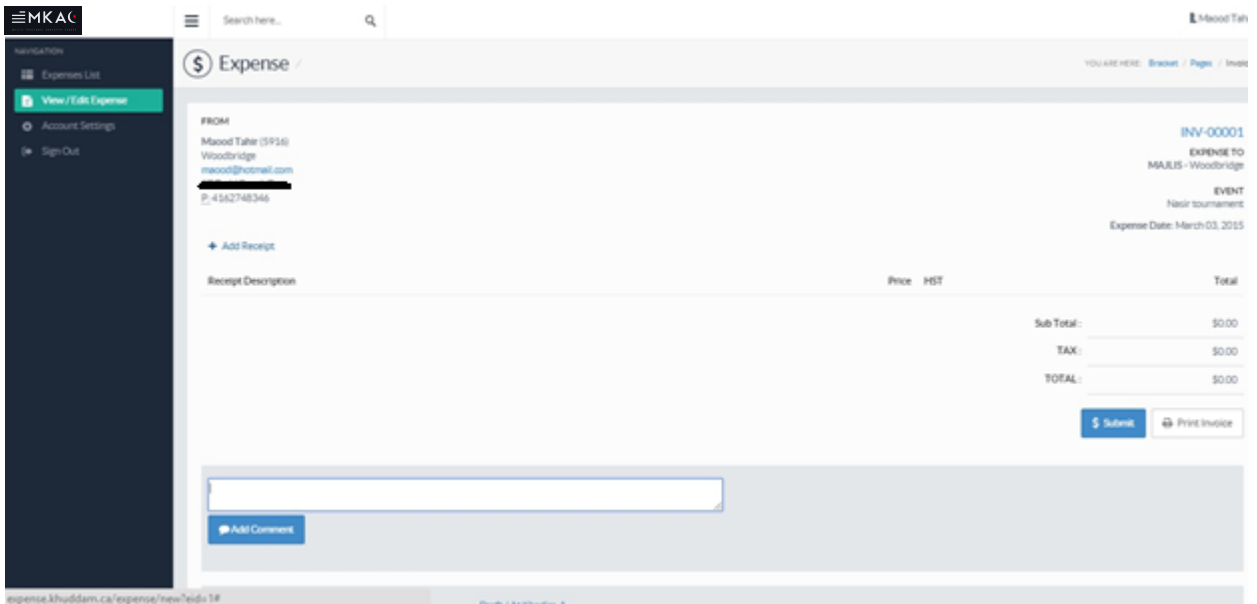 MKAC
Search here...
Maood Tahi
NAVIGATION
Expenses List
View / Edit Expense
Account Settings
Sign Out
$ Expense /
YOU ARE HERE: Bracket / Pages / Invoic
FROM
Maood Tahir (5916)
Woodbridge
maood@hotmail.com
P: 4162748346
INV-00001
EXPENSE TO
MAJLIS - Woodbridge
EVENT
Nasir tournament
Expense Date: March 03, 2015
+ Add Receipt
Receipt Description Price HST Total
Sub Total : $0.00
TAX : $0.00
TOTAL : $0.00
$ Submit Print Invoice
Add Comment
expense.khuddam.ca/expense/new?eid=1#